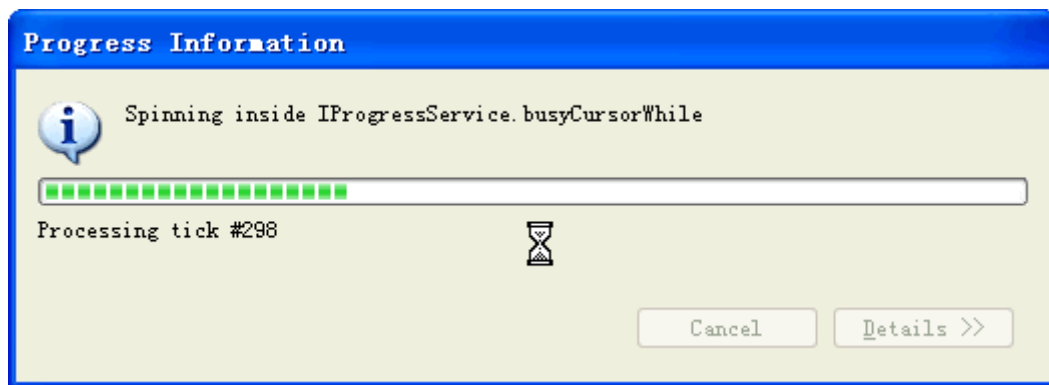 Progress Information
Spinning inside IProgressService.busyCursorWhile
Processing tick #298
Cancel
Details >>